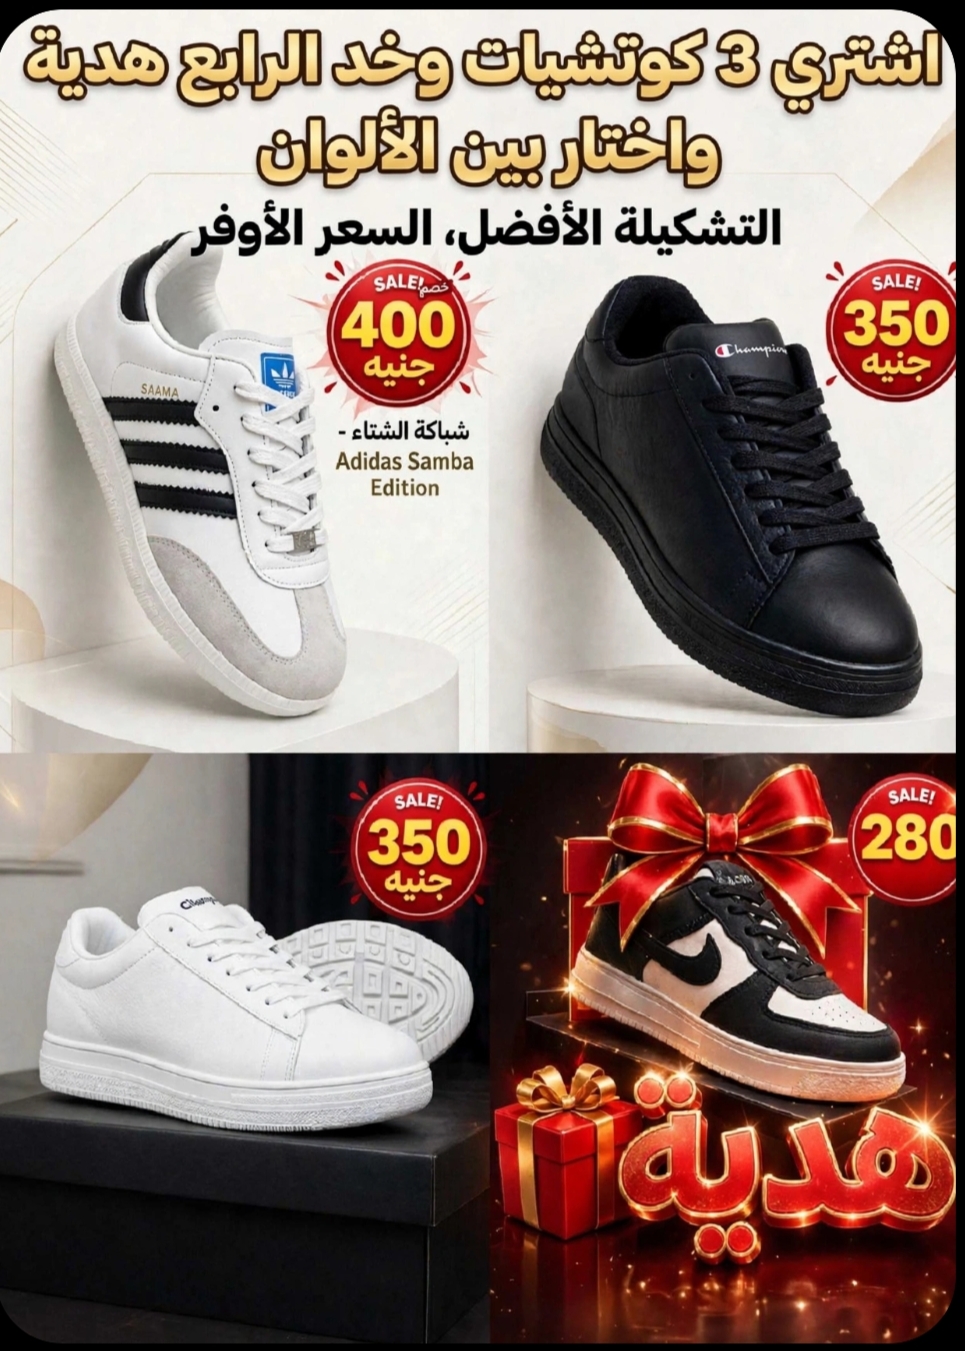 اشتري 3 كوتشيات وخد الرابع هدية
واختار بين الألوان
التشكيلة الأفضل، السعر الأوفر
SALE!
خصم
400
جنيه
شباكة الشتاء -
Adidas Samba
Edition
SAAMA
SALE!
350
جنيه
Champion
SALE!
350
جنيه
SALE!
280
هدية